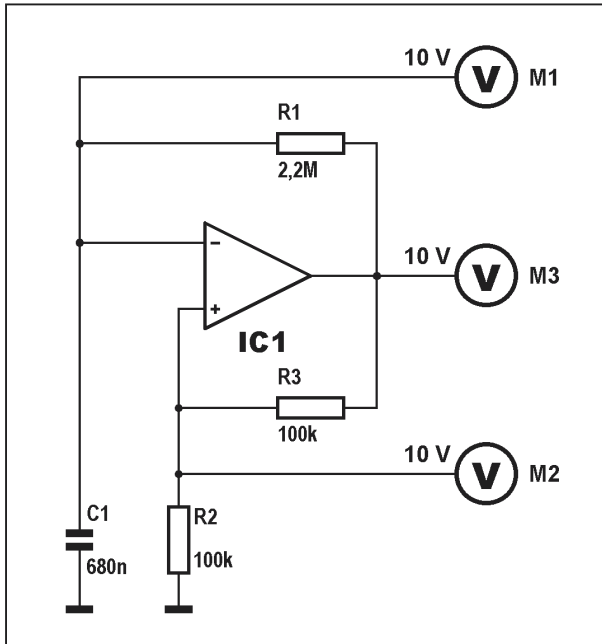 10 V V M1
R1
2,2M
-
10 V V M3
+
IC1
R3
100k
10 V V M2
C1
R2
680n
100k